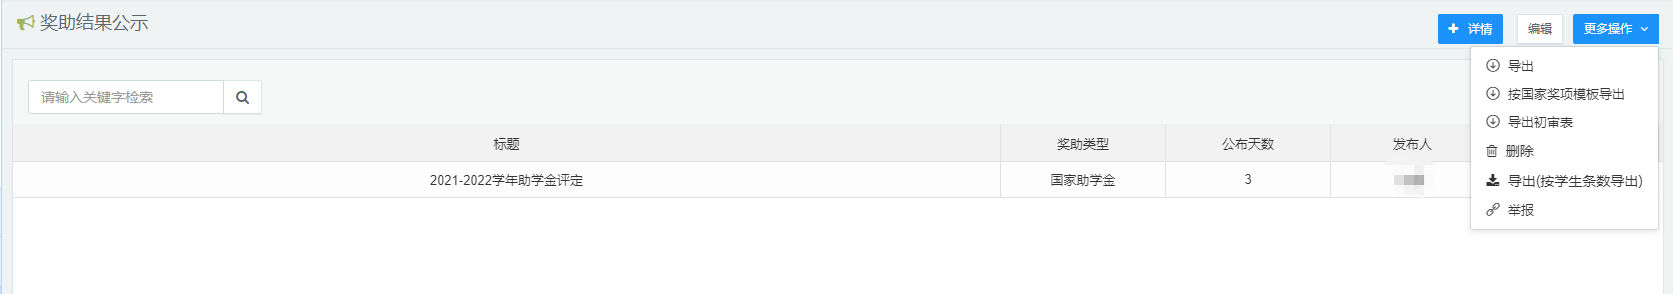 奖助结果公示
详情 编辑 更多操作
导出
请输入关键字检索
按国家奖项模板导出
导出初审表
标题 奖助类型 公布天数 发布人
删除
2021-2022学年助学金评定 国家助学金 3
导出(按学生条数导出)
举报